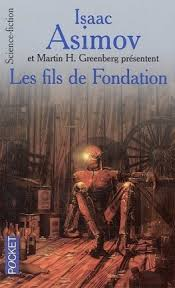 Science-fiction
Isaac
Asimov
et Martin H. Greenberg présentent
Les fils de Fondation
POCKET